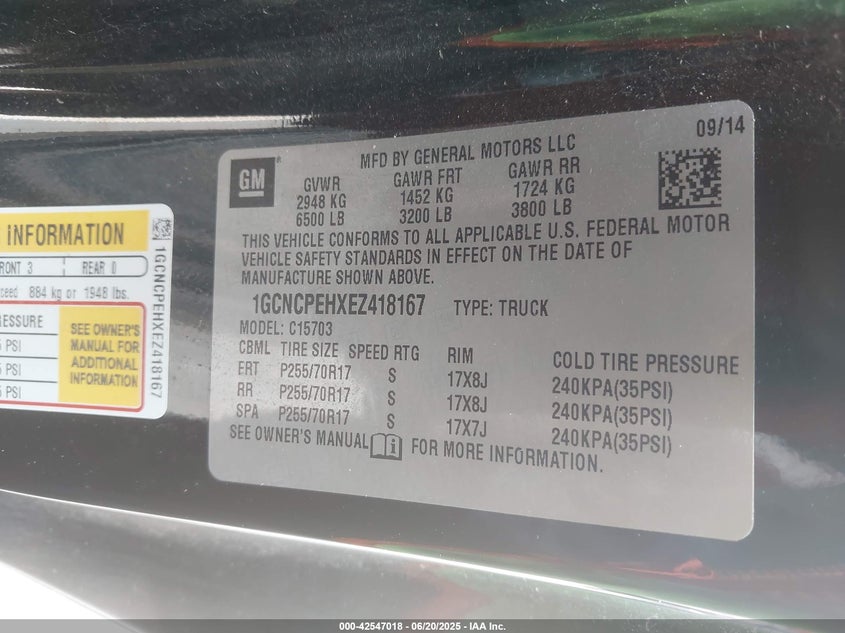 GM
MFD BY GENERAL MOTORS LLC
09/14
GVWR GAWR FRT GAWR RR
2948 KG 1452 KG 1724 KG
6500 LB 3200 LB 3800 LB
THIS VEHICLE CONFORMS TO ALL APPLICABLE U.S. FEDERAL MOTOR
VEHICLE SAFETY STANDARDS IN EFFECT ON THE DATE OF
MANUFACTURE SHOWN ABOVE.
1GCNCPEHXEZ418167 TYPE: TRUCK
MODEL: C15703
CBML TIRE SIZE SPEED RTG RIM COLD TIRE PRESSURE
FRT P255/70R17 S 17X8J 240KPA(35PSI)
RR P255/70R17 S 17X8J 240KPA(35PSI)
SPA P255/70R17 S 17X7J 240KPA(35PSI)
SEE OWNER'S MANUAL i FOR MORE INFORMATION.
INFORMATION
FRONT 3 REAR 0
884 kg or 1948 lbs.
SEE OWNER'S
MANUAL FOR
ADDITIONAL
INFORMATION
PSI
PSI
PSI
1GCNCPEHXEZ418167
000-42547018 - 06/20/2025 - IAA Inc.